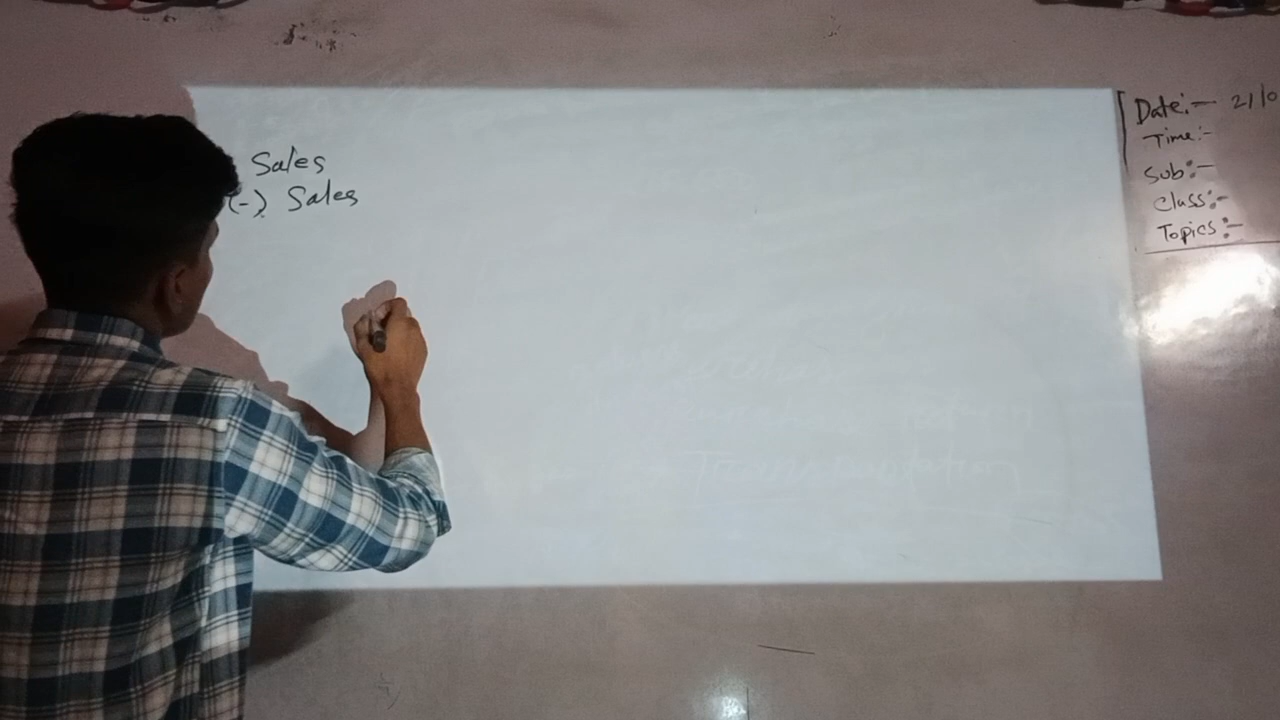 Sales
(-) Sales
Date:- 21/0
Time:-
Sub:-
Class:-
Topics:-